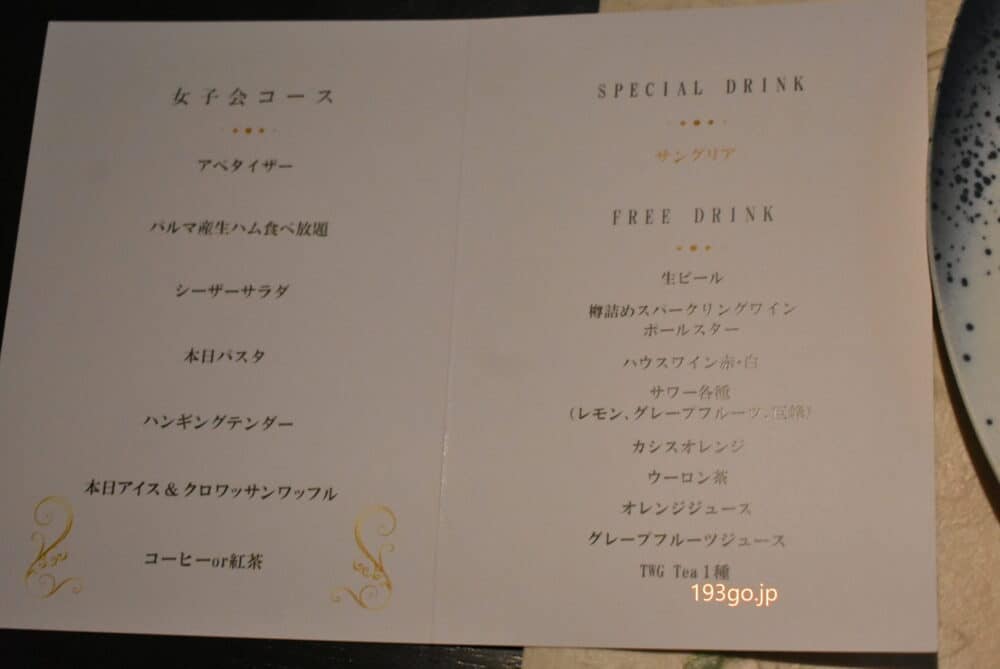 女子会コース
アペタイザー
パルマ産生ハム食べ放題
シーザーサラダ
本日パスタ
ハンギングテンダー
本日アイス＆クロワッサンワッフル
コーヒーor紅茶
SPECIAL DRINK
サングリア
FREE DRINK
生ビール
樽詰めスパークリングワイン
ポールスター
ハウスワイン赤・白
サワー各種
（レモン、グレープフルーツ、巨峰）
カシスオレンジ
ウーロン茶
オレンジジュース
グレープフルーツジュース
TWG Tea1種
193go.jp